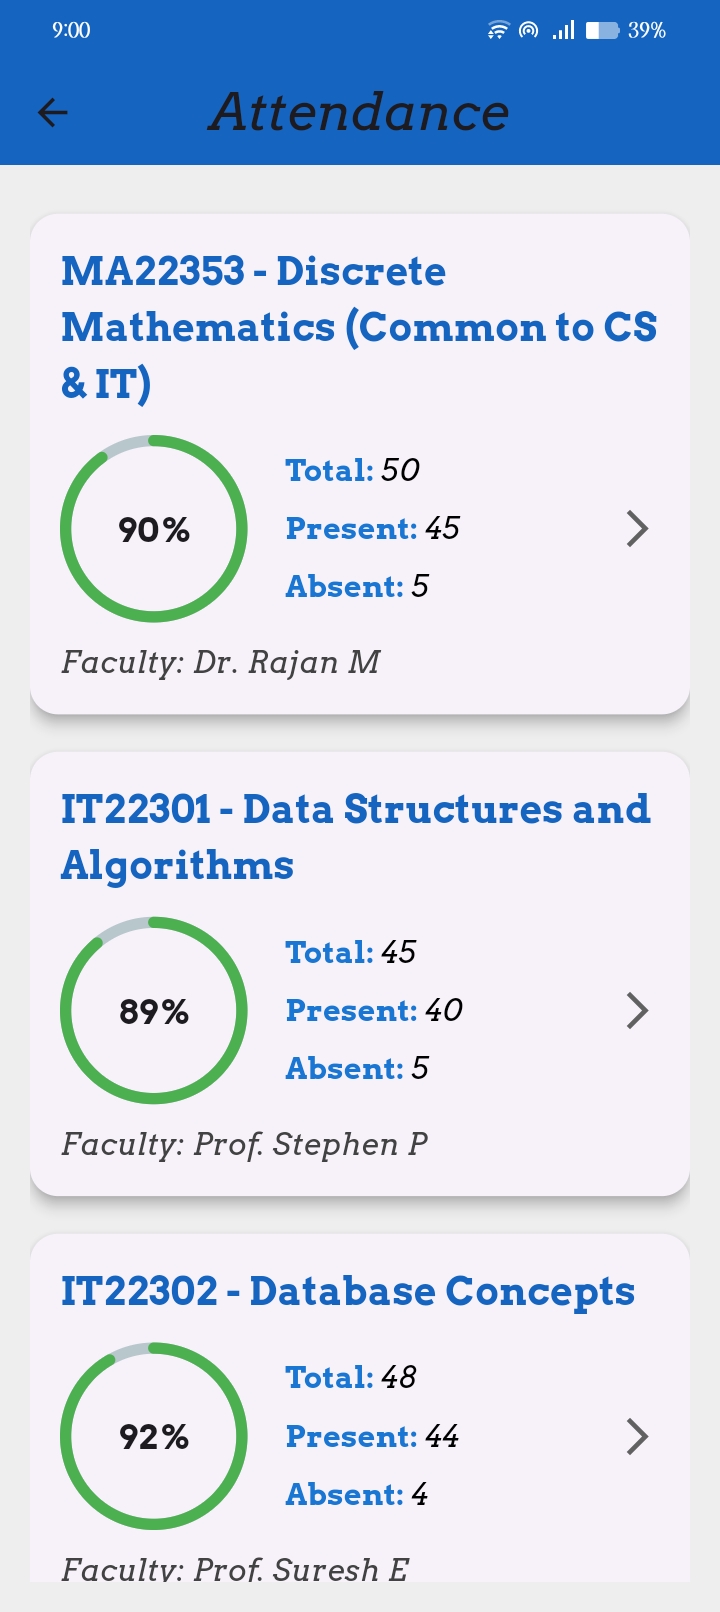 9:00
39%
Attendance
MA22353 - Discrete
Mathematics (Common to CS
& IT)
90%
Total: 50
Present: 45
Absent: 5
Faculty: Dr. Rajan M
IT22301 - Data Structures and
Algorithms
89%
Total: 45
Present: 40
Absent: 5
Faculty: Prof. Stephen P
IT22302 - Database Concepts
92%
Total: 48
Present: 44
Absent: 4
Faculty: Prof. Suresh E